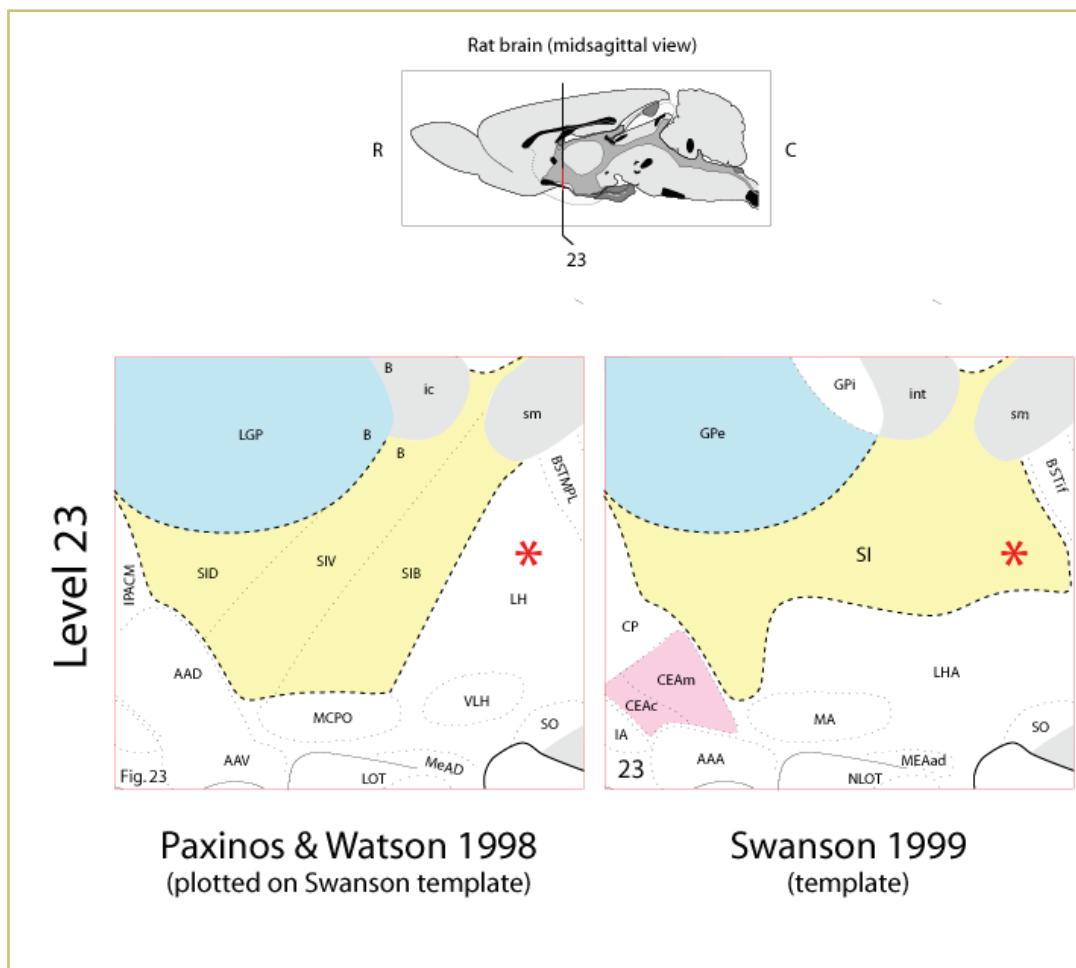 Rat brain (midsagittal view)
R
C
23
Level 23
B
ic
sm
LGP
B
B
BSTMPL
SID
SIV
SIB
*
IPACM
LH
AAD
VLH
MCPO
SO
AAV
MeAD
Fig. 23
LOT
GPi
int
sm
GPe
BSTif
SI
*
CP
CEAm
LHA
CEAc
MA
SO
IA
AAA
MEAad
23
NLOT
Paxinos & Watson 1998
(plotted on Swanson template)
Swanson 1999
(template)